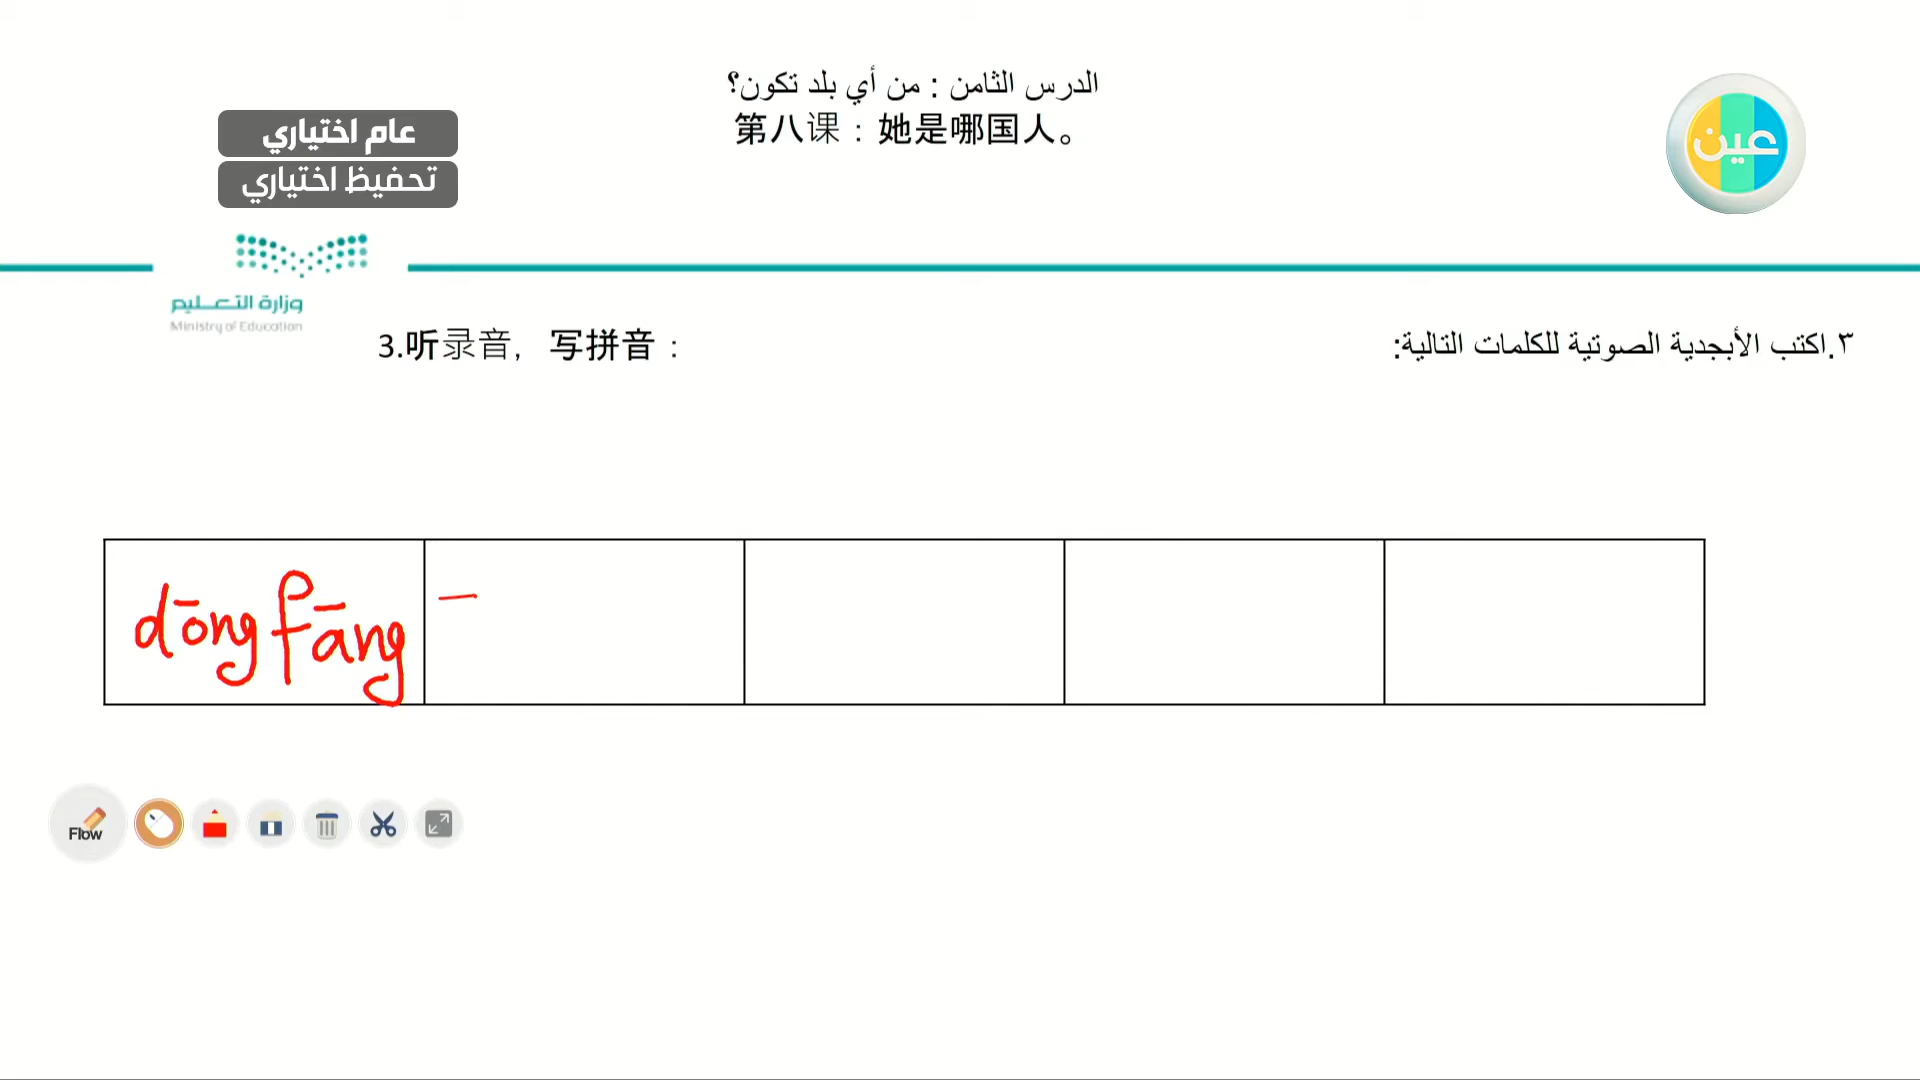 الدرس الثامن : من أي بلد تكون؟
第八课：她是哪国人。
عام اختياري
تحفيظ اختياري
عين
وزارة التعليم
Ministry of Education
3.听录音，写拼音：
٣.اكتب الأبجدية الصوتية للكلمات التالية:
dōng fāng
Flow